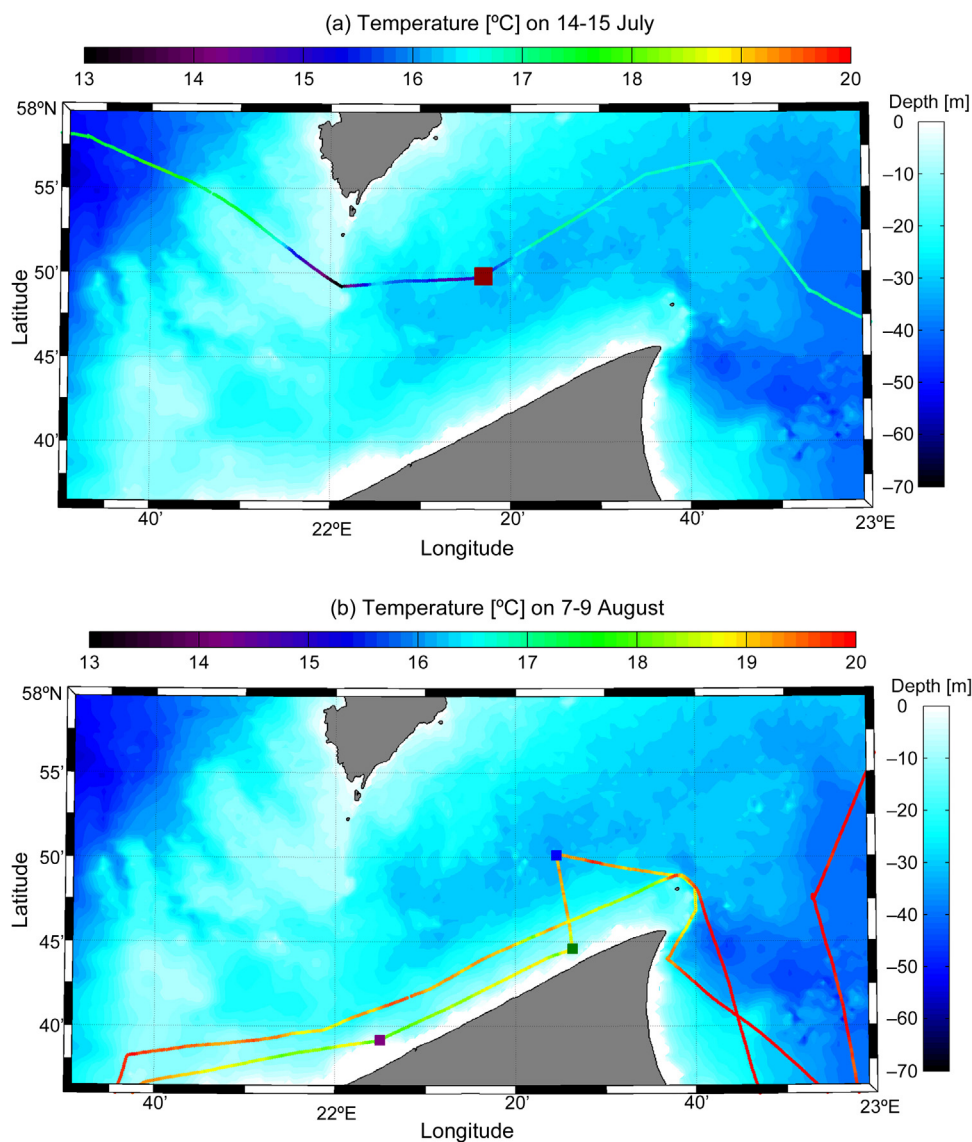 (a) Temperature [ºC] on 14-15 July
13 14 15 16 17 18 19 20
58ºN
Depth [m]
0
55'
–10
50'
–20
Latitude
–30
45'
–40
–50
40'
–60
–70
40' 22ºE 20' 40' 23ºE
Longitude
(b) Temperature [ºC] on 7-9 August
13 14 15 16 17 18 19 20
58ºN
Depth [m]
0
55'
–10
50'
–20
Latitude
–30
45'
–40
–50
40'
–60
–70
40' 22ºE 20' 40' 23ºE
Longitude